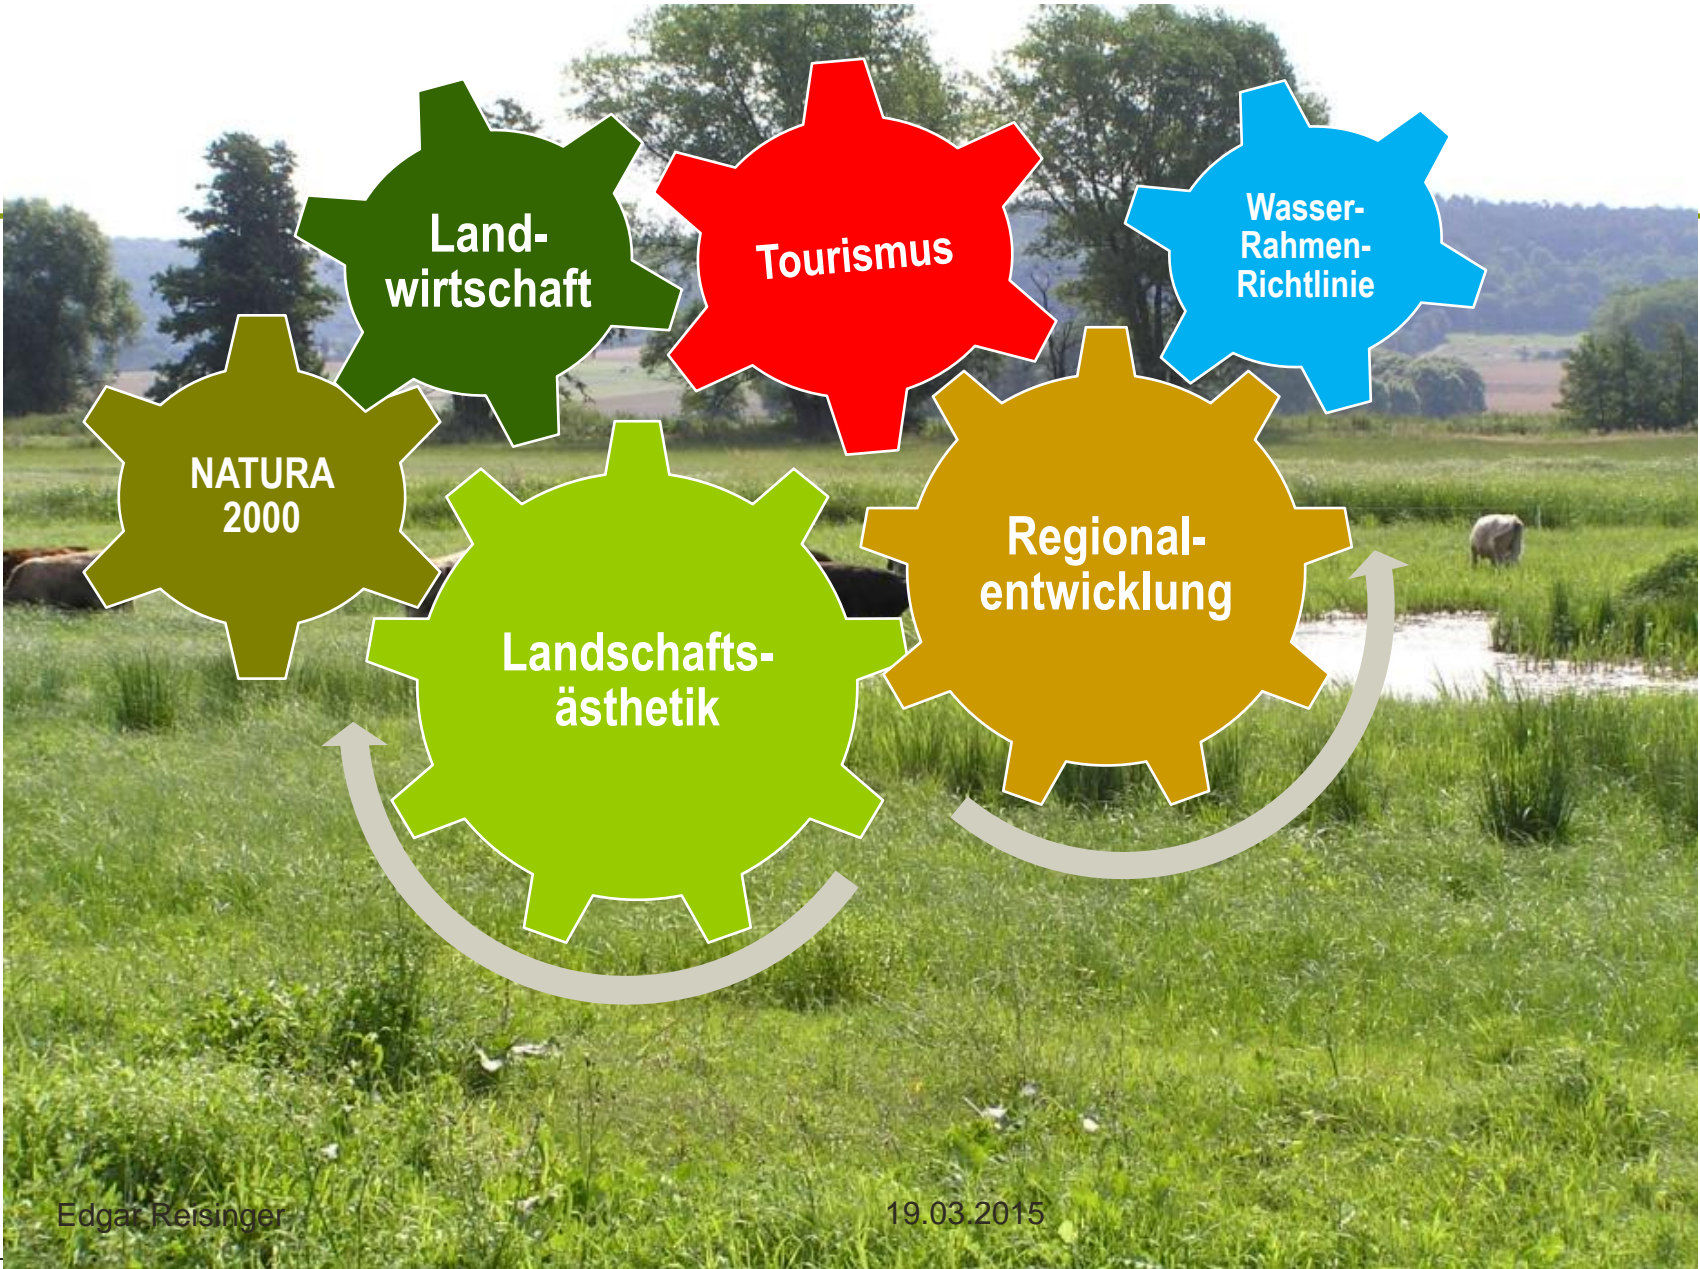 Land-
wirtschaft
Tourismus
Wasser-
Rahmen-
Richtlinie
NATURA
2000
Regional-
entwicklung
Landschafts-
ästhetik
Edgar Reisinger
19.03.2015